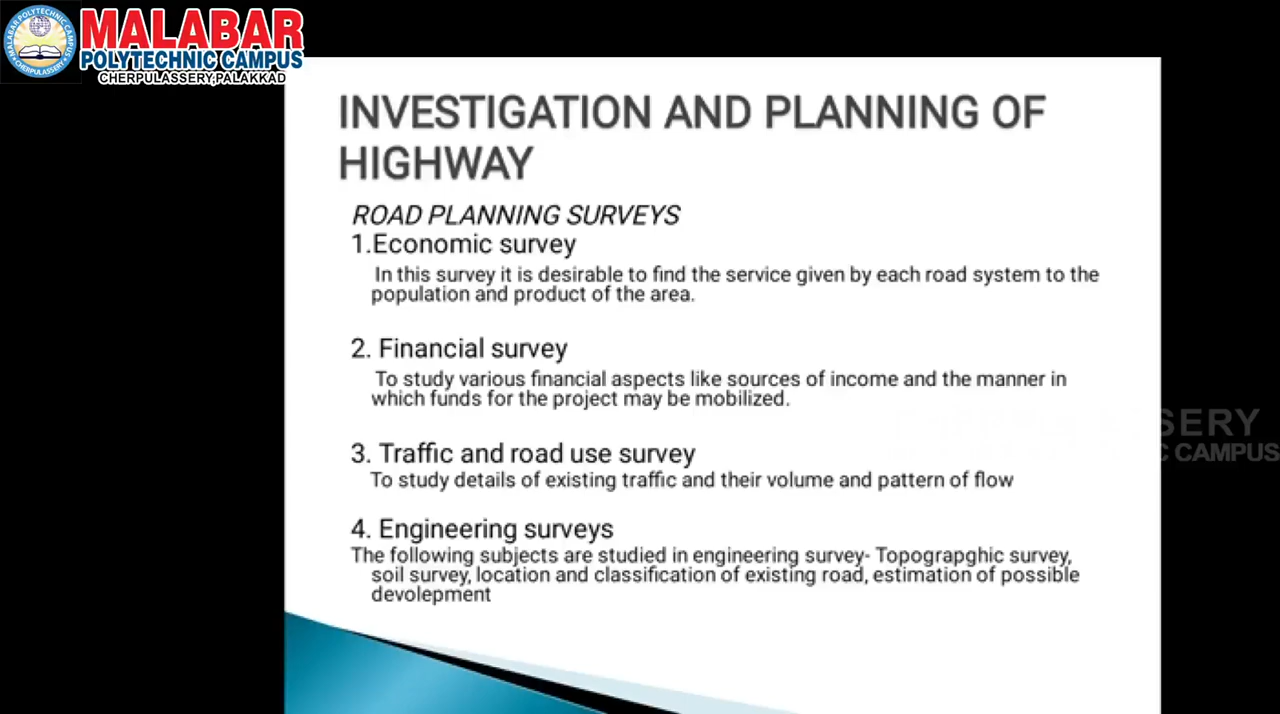 MALABAR
POLYTECHNIC CAMPUS
CHERPULASSERY,PALAKKAD
INVESTIGATION AND PLANNING OF
HIGHWAY
ROAD PLANNING SURVEYS
1.Economic survey
In this survey it is desirable to find the service given by each road system to the
population and product of the area.
2. Financial survey
To study various financial aspects like sources of income and the manner in
which funds for the project may be mobilized.
3. Traffic and road use survey
To study details of existing traffic and their volume and pattern of flow
4. Engineering surveys
The following subjects are studied in engineering survey- Topograpghic survey,
soil survey, location and classification of existing road, estimation of possible
devolepment
CAMPUS